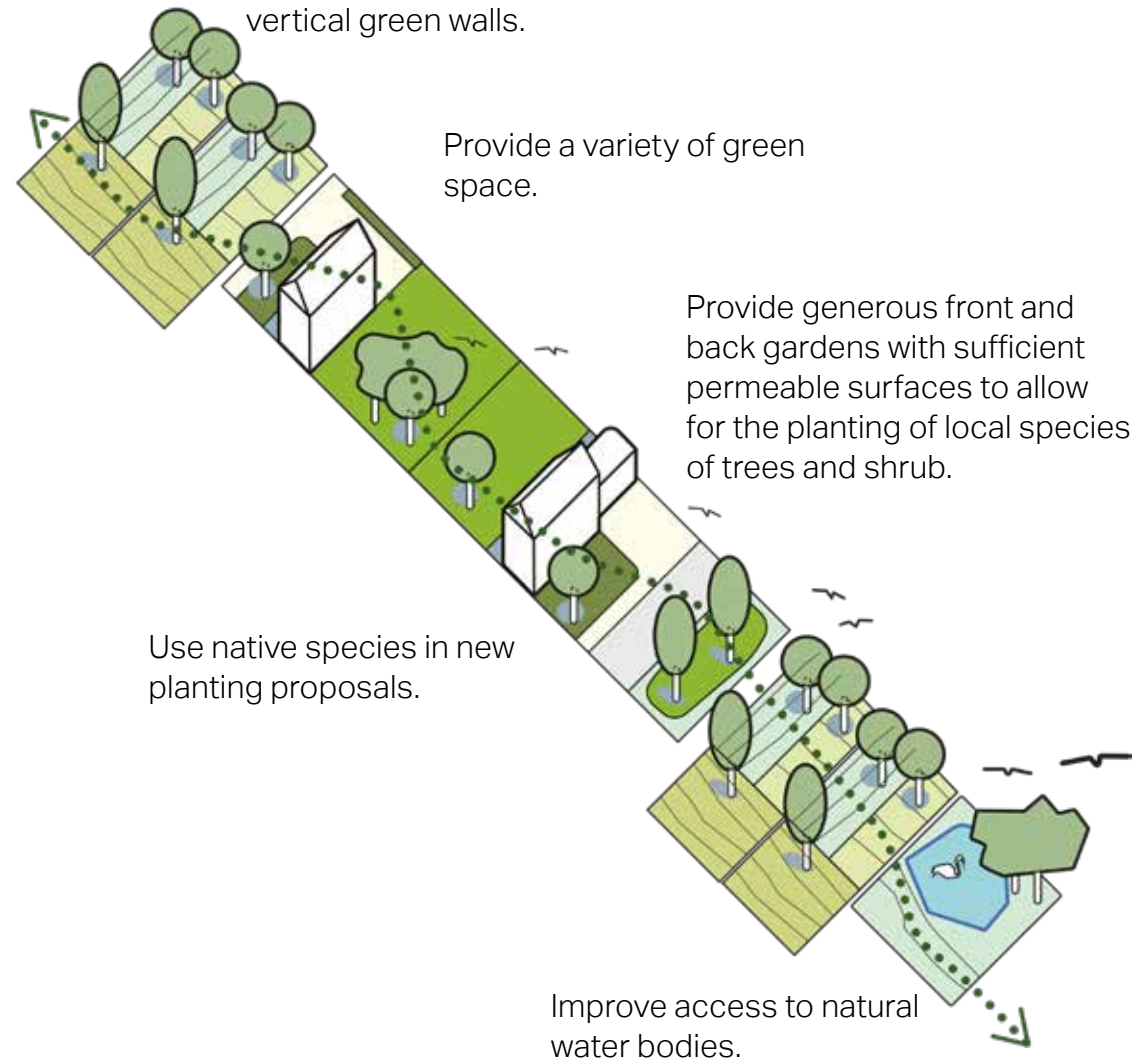 vertical green walls.
Provide a variety of green
space.
Provide generous front and
back gardens with sufficient
permeable surfaces to allow
for the planting of local species
of trees and shrub.
Use native species in new
planting proposals.
Improve access to natural
water bodies.